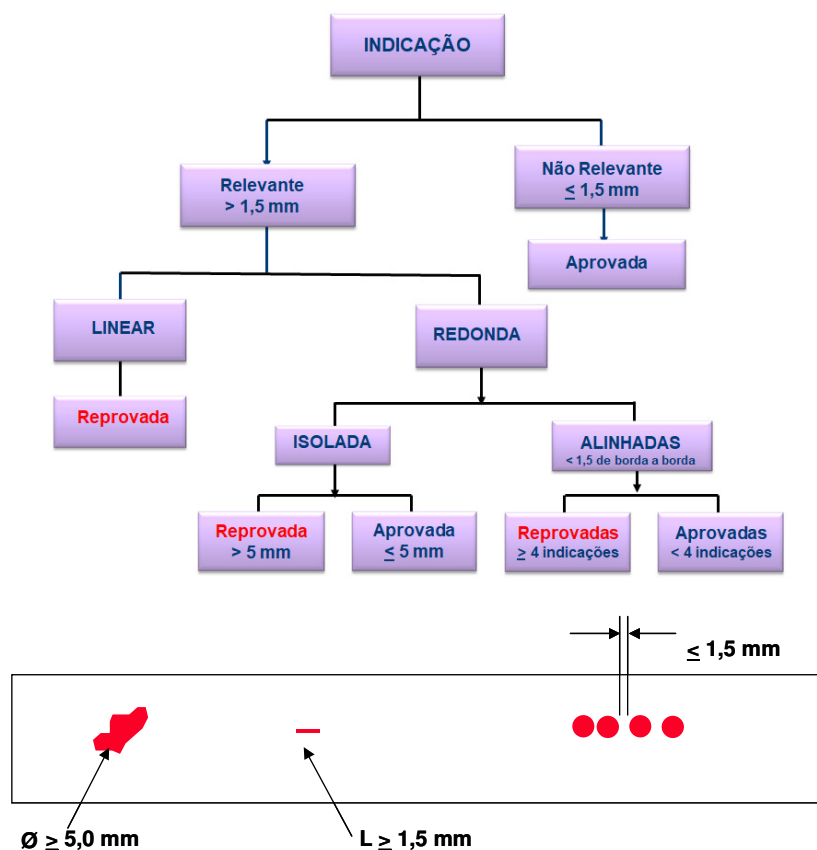 INDICAÇÃO
Relevante
> 1,5 mm
Não Relevante
≤ 1,5 mm
Aprovada
LINEAR
REDONDA
Reprovada
ISOLADA
ALINHADAS
< 1,5 de borda a borda
Reprovada
> 5 mm
Aprovada
≤ 5 mm
Reprovadas
≥ 4 indicações
Aprovadas
< 4 indicações
≤ 1,5 mm
Ø ≥ 5,0 mm
L ≥ 1,5 mm